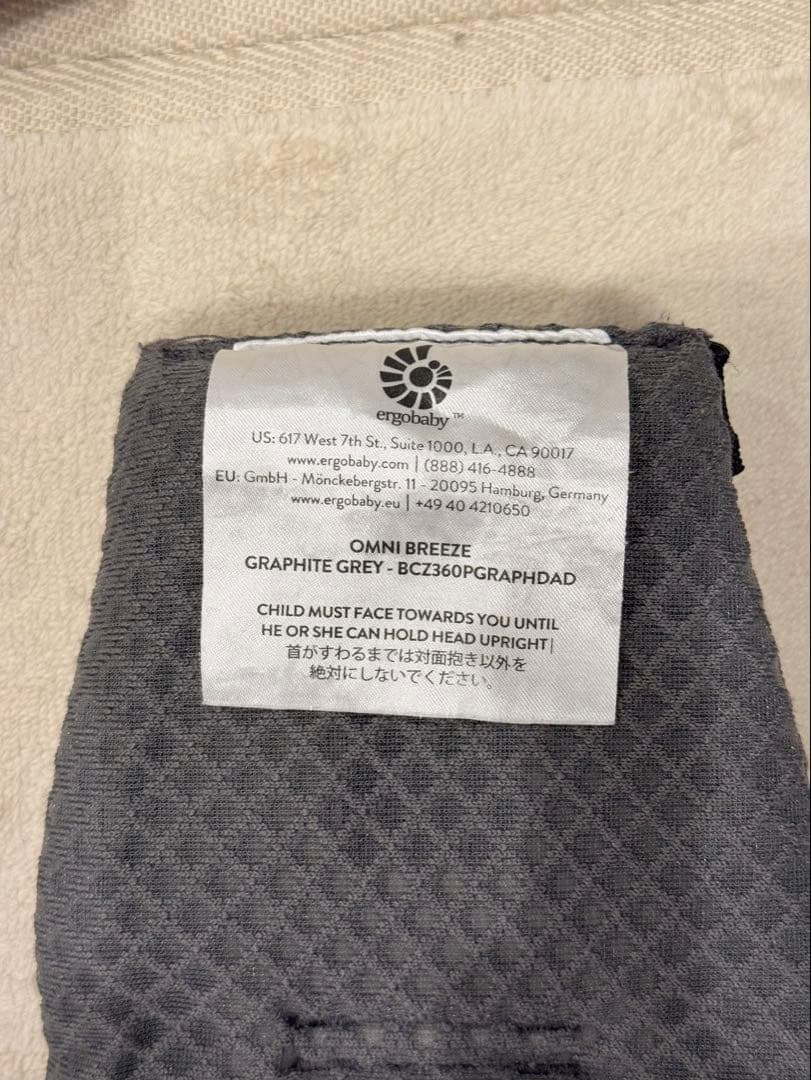 ergobaby™
US: 617 West 7th St., Suite 1000, L.A., CA 90017
www.ergobaby.com | (888) 416-4888
EU: GmbH - Mönckebergstr. 11 - 20095 Hamburg, Germany
www.ergobaby.eu | +49 40 4210650
OMNI BREEZE
GRAPHITE GREY - BCZ360PGRAPHDAD
CHILD MUST FACE TOWARDS YOU UNTIL
HE OR SHE CAN HOLD HEAD UPRIGHT |
首がすわるまでは対面抱き以外を
絶対にしないでください。